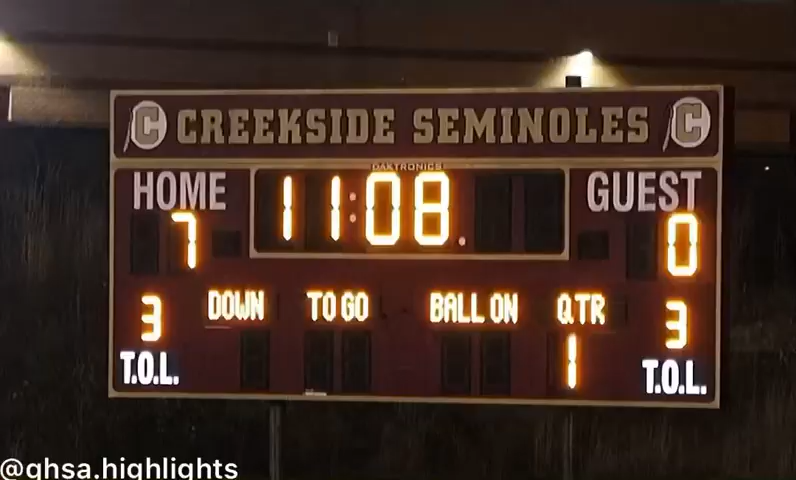 C CREEKSIDE SEMINOLES C
DAKTRONICS
HOME 11:08 GUEST
7 0
DOWN TO GO BALL ON QTR
3 1 3
T.O.L. T.O.L.
@ghsa.highlights